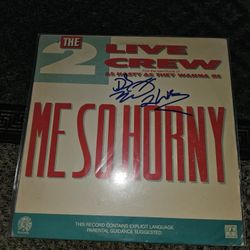 THE
2 LIVE
CREW
AS NASTY AS THEY WANNA BE
ME SO HORNY
THIS RECORD CONTAINS EXPLICIT LANGUAGE
PARENTAL GUIDANCE SUGGESTED